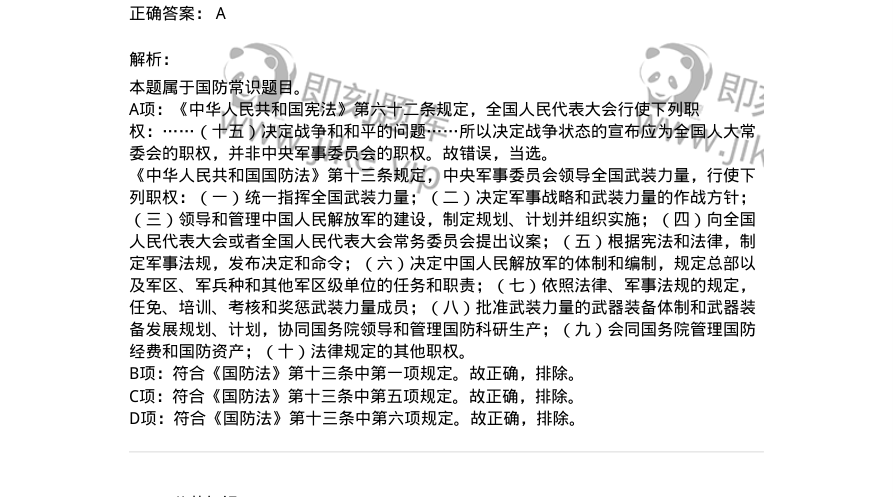 正确答案： A
解析：
本题属于国防常识题目。
A项：《中华人民共和国宪法》第六十二条规定，全国人民代表大会行使下列职
权：……（十五）决定战争和和平的问题……所以决定战争状态的宣布应为全国人大常
委会的职权，并非中央军事委员会的职权。故错误，当选。
《中华人民共和国国防法》第十三条规定，中央军事委员会领导全国武装力量，行使下
列职权：（一）统一指挥全国武装力量；（二）决定军事战略和武装力量的作战方针；
（三）领导和管理中国人民解放军的建设，制定规划、计划并组织实施；（四）向全国
人民代表大会或者全国人民代表大会常务委员会提出议案；（五）根据宪法和法律，制
定军事法规，发布决定和命令；（六）决定中国人民解放军的体制和编制，规定总部以
及军区、军兵种和其他军区级单位的任务和职责；（七）依照法律、军事法规的规定，
任免、培训、考核和奖惩武装力量成员；（八）批准武装力量的武器装备体制和武器装
备发展规划、计划，协同国务院领导和管理国防科研生产；（九）会同国务院管理国防
经费和国防资产；（十）法律规定的其他职权。
B项：符合《国防法》第十三条中第一项规定。故正确，排除。
C项：符合《国防法》第十三条中第五项规定。故正确，排除。
D项：符合《国防法》第十三条中第六项规定。故正确，排除。
即刻题库
www.jike.vip
即刻
www.jik